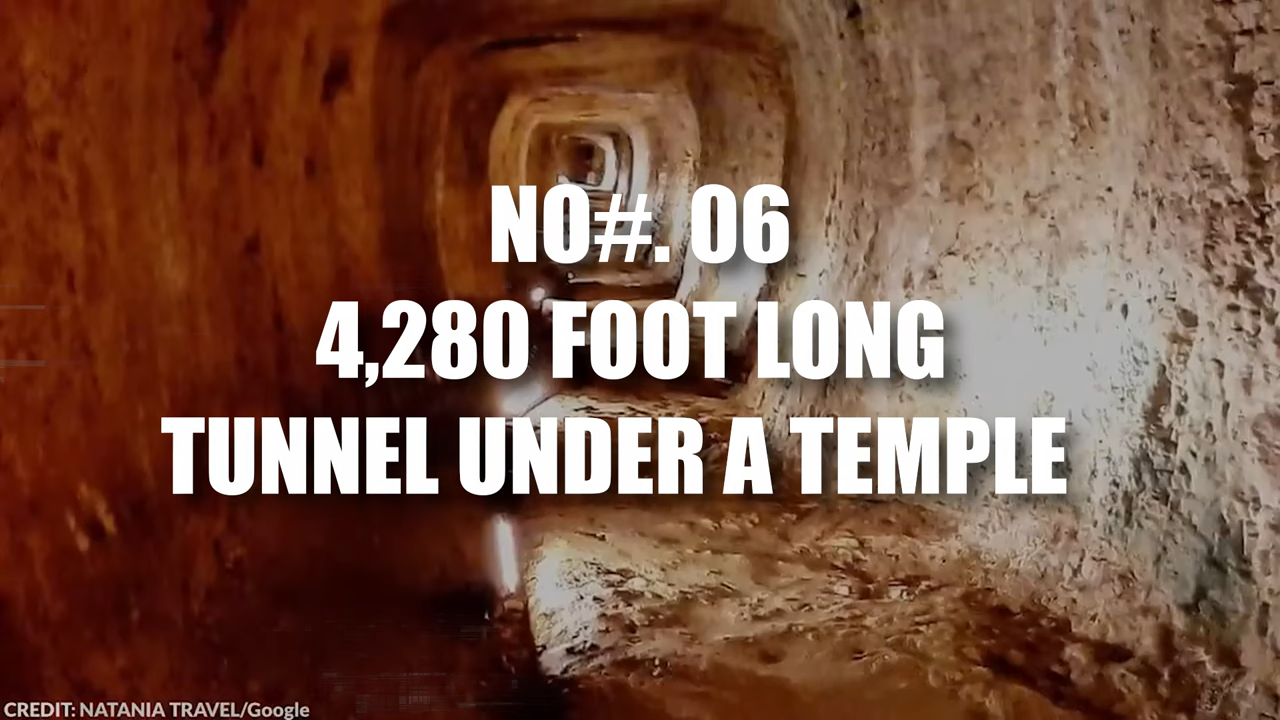 NO#. 06
4,280 FOOT LONG
TUNNEL UNDER A TEMPLE
CREDIT: NATANIA TRAVEL/Google